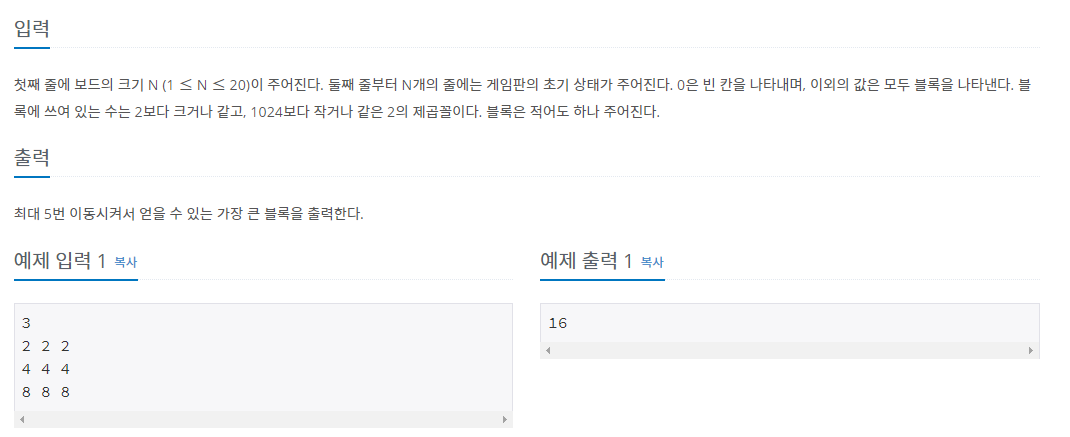 입력
첫째 줄에 보드의 크기 N (1 ≤ N ≤ 20)이 주어진다. 둘째 줄부터 N개의 줄에는 게임판의 초기 상태가 주어진다. 0은 빈 칸을 나타내며, 이외의 값은 모두 블록을 나타낸다. 블
록에 쓰여 있는 수는 2보다 크거나 같고, 1024보다 작거나 같은 2의 제곱꼴이다. 블록은 적어도 하나 주어진다.
출력
최대 5번 이동시켜서 얻을 수 있는 가장 큰 블록을 출력한다.
예제 입력 1 복사
3
2 2 2
4 4 4
8 8 8
예제 출력 1 복사
16